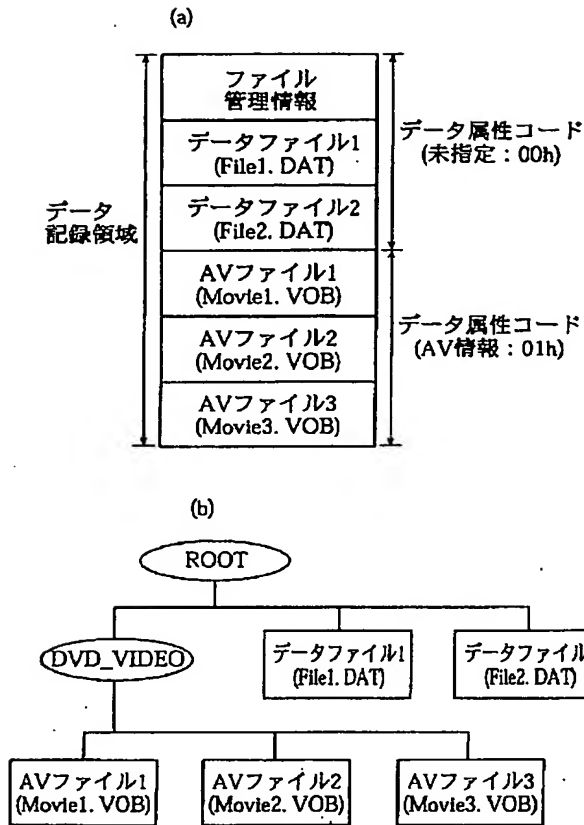 (a)
ファイル
管理情報
データファイル1
(File1. DAT)
データファイル2
(File2. DAT)
AVファイル1
(Movie1. VOB)
AVファイル2
(Movie2. VOB)
AVファイル3
(Movie3. VOB)
データ
記録領域
データ属性コード
(未指定：00h)
データ属性コード
(AV情報：01h)
(b)
ROOT
DVD_VIDEO
データファイル1
(File1. DAT)
データファイル
(File2. DAT)
AVファイル1
(Movie1. VOB)
AVファイル2
(Movie2. VOB)
AVファイル3
(Movie3. VOB)